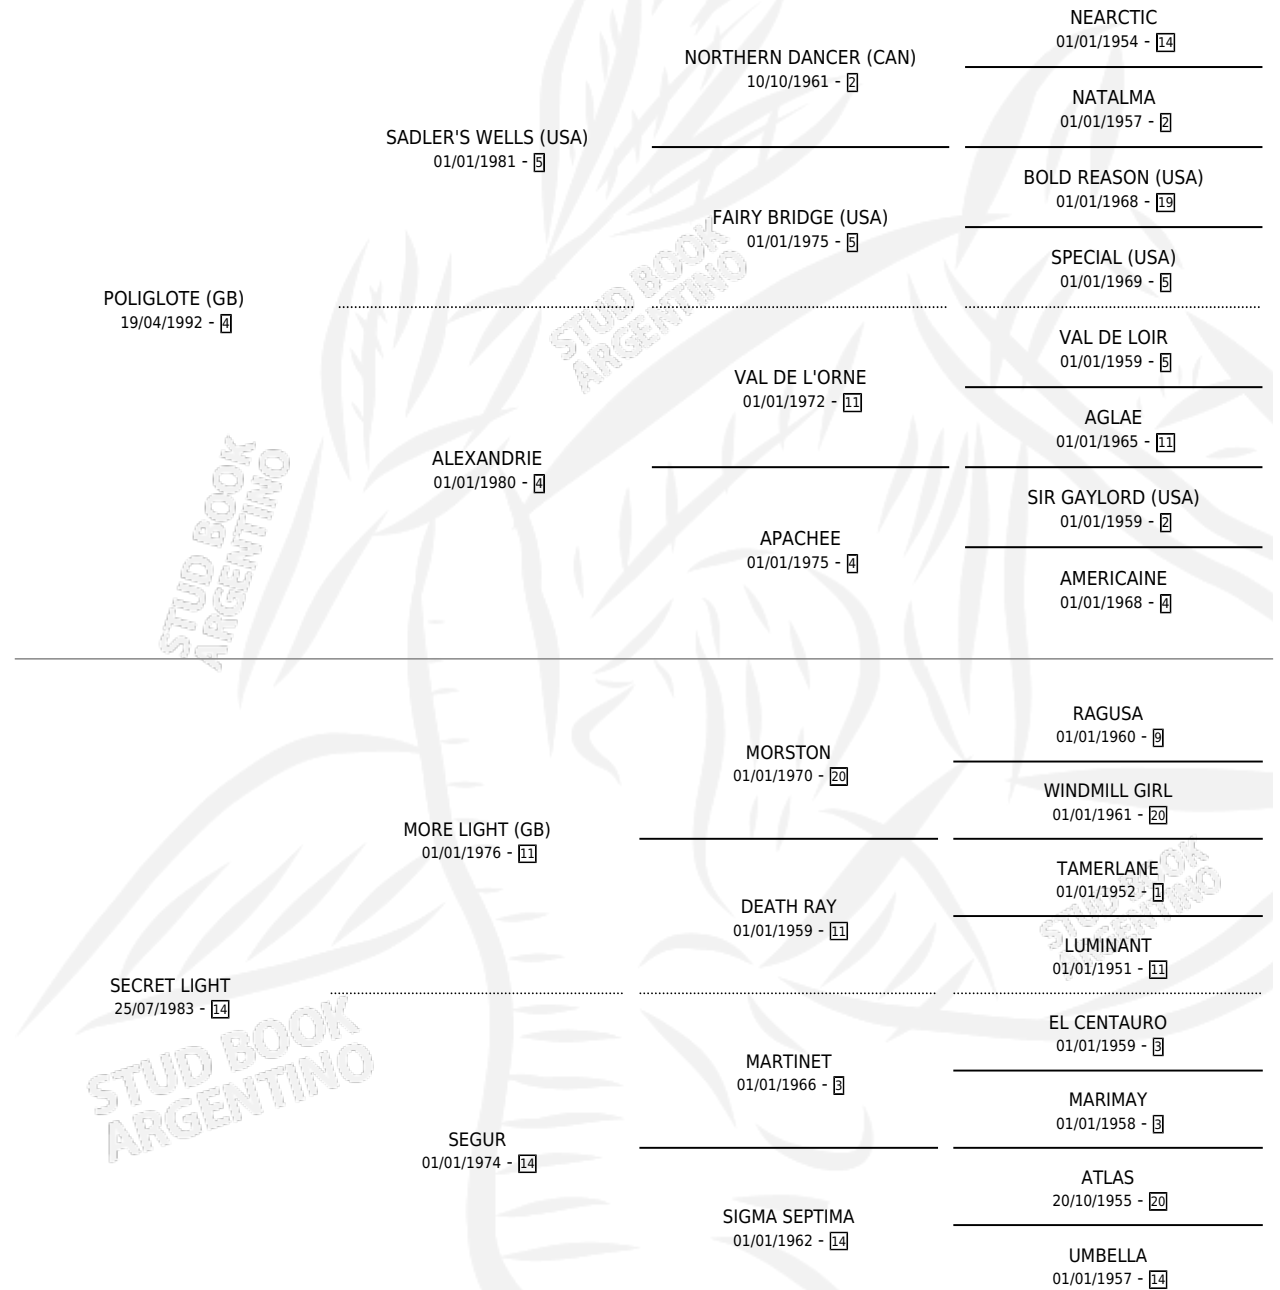 NEARCTIC
01/01/1954 - 14
NORTHERN DANCER (CAN)
10/10/1961 - 2
NATALMA
01/01/1957 - 2
SADLER'S WELLS (USA)
01/01/1981 - 5
BOLD REASON (USA)
01/01/1968 - 19
FAIRY BRIDGE (USA)
01/01/1975 - 5
SPECIAL (USA)
01/01/1969 - 5
STUD BOOK
ARGENTINO
POLIGLOTE (GB)
19/04/1992 - 4
VAL DE LOIR
01/01/1959 - 5
VAL DE L'ORNE
01/01/1972 - 11
AGLAE
01/01/1965 - 11
ALEXANDRIE
01/01/1980 - 4
SIR GAYLORD (USA)
01/01/1959 - 2
APACHEE
01/01/1975 - 4
AMERICAINE
01/01/1968 - 4
STUD BOOK
ARGENTINO
RAGUSA
01/01/1960 - 9
MORSTON
01/01/1970 - 20
WINDMILL GIRL
01/01/1961 - 20
MORE LIGHT (GB)
01/01/1976 - 11
TAMERLANE
01/01/1952 - 1
DEATH RAY
01/01/1959 - 11
LUMINANT
01/01/1951 - 11
STUD BOOK
ARGENTINO
SECRET LIGHT
25/07/1983 - 14
EL CENTAURO
01/01/1959 - 3
MARTINET
01/01/1966 - 3
MARIMAY
01/01/1958 - 3
STUD BOOK
ARGENTINO
SEGUR
01/01/1974 - 14
ATLAS
20/10/1955 - 20
SIGMA SEPTIMA
01/01/1962 - 14
UMBELLA
01/01/1957 - 14